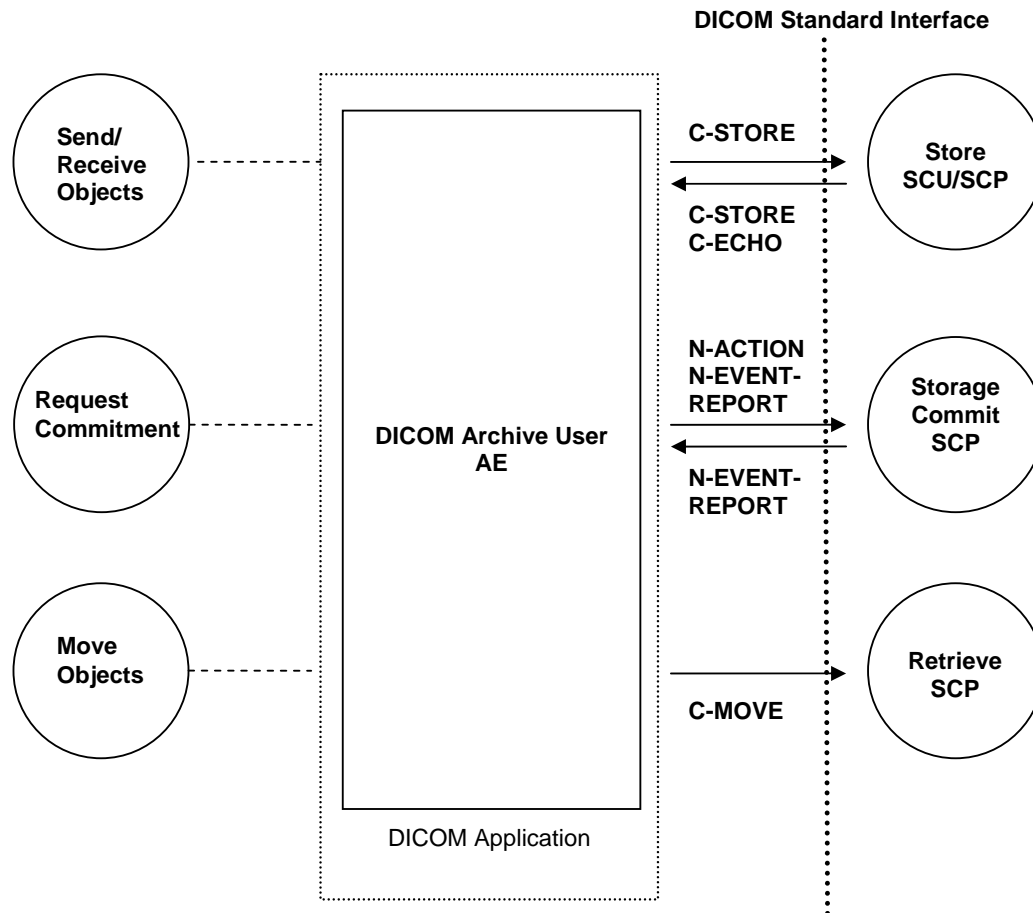 DICOM Standard Interface
Send/
Receive
Objects
C-STORE
Store
SCU/SCP
C-STORE
C-ECHO
Request
Commitment
DICOM Archive User
AE
N-ACTION
N-EVENT-
REPORT
Storage
Commit
SCP
N-EVENT-
REPORT
Move
Objects
Retrieve
SCP
C-MOVE
DICOM Application